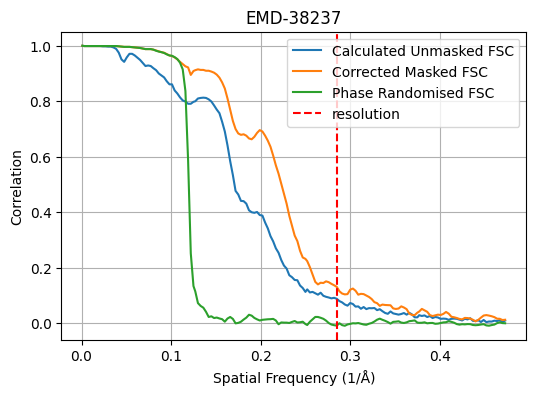 EMD-38237
Calculated Unmasked FSC
Corrected Masked FSC
Phase Randomised FSC
resolution
Correlation
1.0
0.8
0.6
0.4
0.2
0.0
0.0 0.1 0.2 0.3 0.4
Spatial Frequency (1/Å)